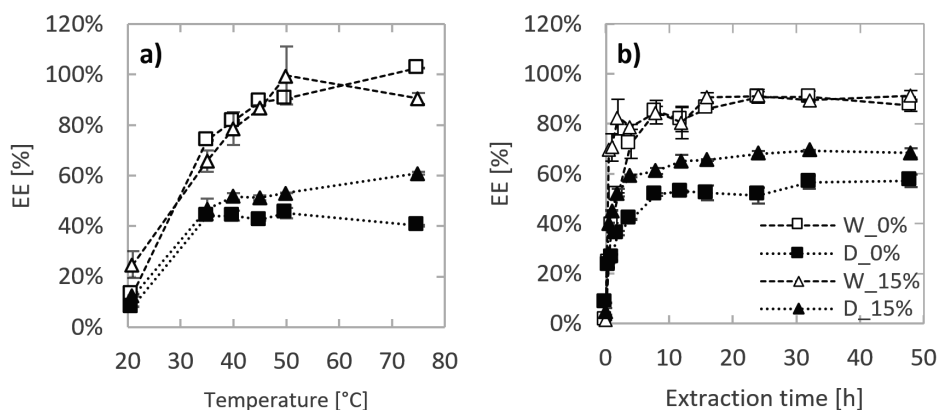 a)
120%
100%
80%
60%
40%
20%
0%
EE [%]
20 30 40 50 60 70 80
Temperature [°C]
b)
120%
100%
80%
60%
40%
20%
0%
EE [%]
W_0%
D_0%
W_15%
D_15%
0 10 20 30 40 50
Extraction time [h]